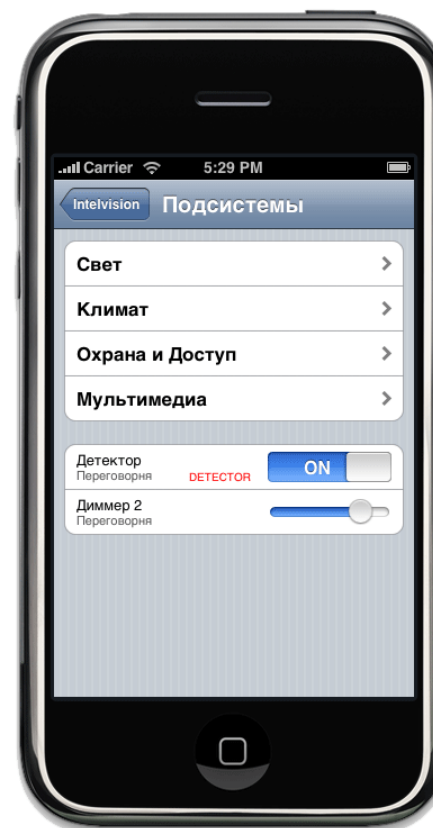 Carrier 5:29 PM
Intelvision Подсистемы
Свет
Климат
Охрана и Доступ
Мультимедиа
Детектор
Переговорня DETECTOR ON
Диммер 2
Переговорня